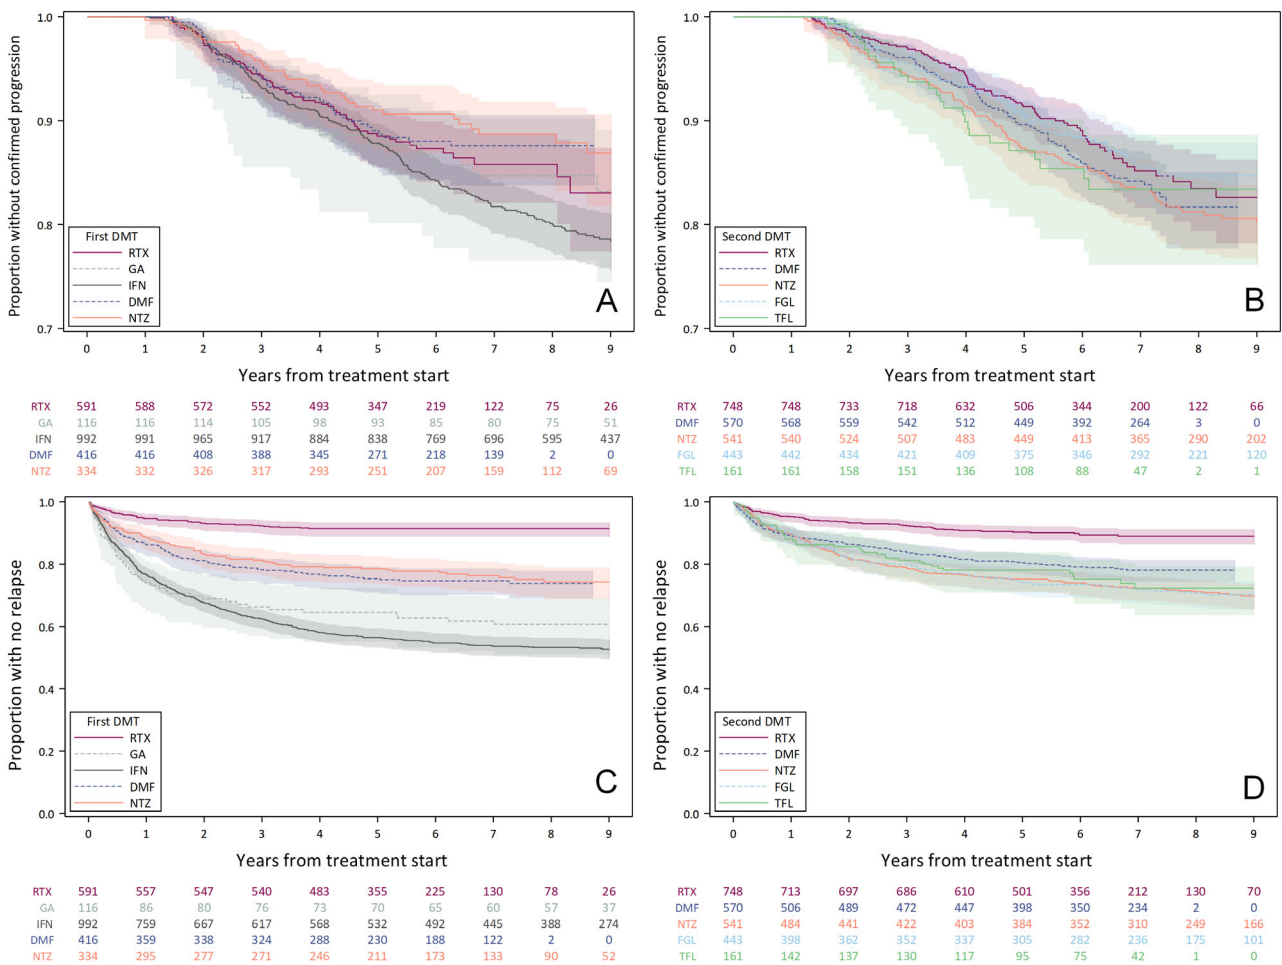 Proportion without confirmed progression
1.0
0.9
0.8
0.7
First DMT
RTX
GA
IFN
DMF
NTZ
A
0 1 2 3 4 5 6 7 8 9
Years from treatment start
RTX 591 588 572 552 493 347 219 122 75 26
GA 116 116 114 105 98 93 85 80 75 51
IFN 992 991 965 917 884 838 769 696 595 437
DMF 416 416 408 388 345 271 218 139 2 0
NTZ 334 332 326 317 293 251 207 159 112 69
Proportion without confirmed progression
1.0
0.9
0.8
0.7
Second DMT
RTX
DMF
NTZ
FGL
TFL
B
0 1 2 3 4 5 6 7 8 9
Years from treatment start
RTX 748 748 733 718 632 506 344 200 122 66
DMF 570 568 559 542 512 449 392 264 3 0
NTZ 541 540 524 507 483 449 413 365 290 202
FGL 443 442 434 421 409 375 346 292 221 120
TFL 161 161 158 151 136 108 88 47 2 1
Proportion with no relapse
1.0
0.8
0.6
0.4
0.2
0.0
First DMT
RTX
GA
IFN
DMF
NTZ
C
0 1 2 3 4 5 6 7 8 9
Years from treatment start
RTX 591 557 547 540 483 355 225 130 78 26
GA 116 86 80 76 73 70 65 60 57 37
IFN 992 759 667 617 568 532 492 445 388 274
DMF 416 359 338 324 288 230 188 122 2 0
NTZ 334 295 277 271 246 211 173 133 90 52
Proportion with no relapse
1.0
0.8
0.6
0.4
0.2
0.0
Second DMT
RTX
DMF
NTZ
FGL
TFL
D
0 1 2 3 4 5 6 7 8 9
Years from treatment start
RTX 748 713 697 686 610 501 356 212 130 70
DMF 570 506 489 472 447 398 350 234 2 0
NTZ 541 484 441 422 403 384 352 310 249 166
FGL 443 398 362 352 337 305 282 236 175 101
TFL 161 142 137 130 117 95 75 42 1 0